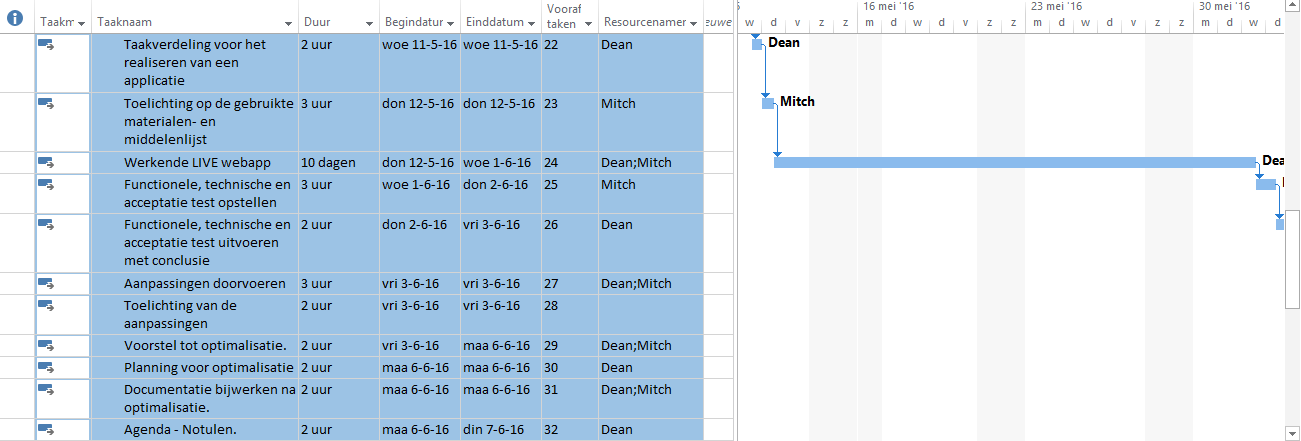 16 mei '16 23 mei '16 30 mei '16
Taakm Taaknaam Duur Begindatur Einddatum Vooraf taken Resourcenamer euwe
w d v z z m d w d v z z m d w d v z z m d w d
Taakverdeling voor het realiseren van een applicatie 2 uur woe 11-5-16 woe 11-5-16 22 Dean
Dean
Toelichting op de gebruikte materialen- en middelenlijst 3 uur don 12-5-16 don 12-5-16 23 Mitch
Mitch
Werkende LIVE webapp 10 dagen don 12-5-16 woe 1-6-16 24 Dean;Mitch
Dea
Functionele, technische en acceptatie test opstellen 3 uur woe 1-6-16 don 2-6-16 25 Mitch
Functionele, technische en acceptatie test uitvoeren met conclusie 2 uur don 2-6-16 vri 3-6-16 26 Dean
Aanpassingen doorvoeren 3 uur vri 3-6-16 vri 3-6-16 27 Dean;Mitch
Toelichting van de aanpassingen 2 uur vri 3-6-16 vri 3-6-16 28
Voorstel tot optimalisatie. 2 uur vri 3-6-16 maa 6-6-16 29 Dean;Mitch
Planning voor optimalisatie 2 uur maa 6-6-16 maa 6-6-16 30 Dean
Documentatie bijwerken na optimalisatie. 2 uur maa 6-6-16 maa 6-6-16 31 Dean;Mitch
Agenda - Notulen. 2 uur maa 6-6-16 din 7-6-16 32 Dean